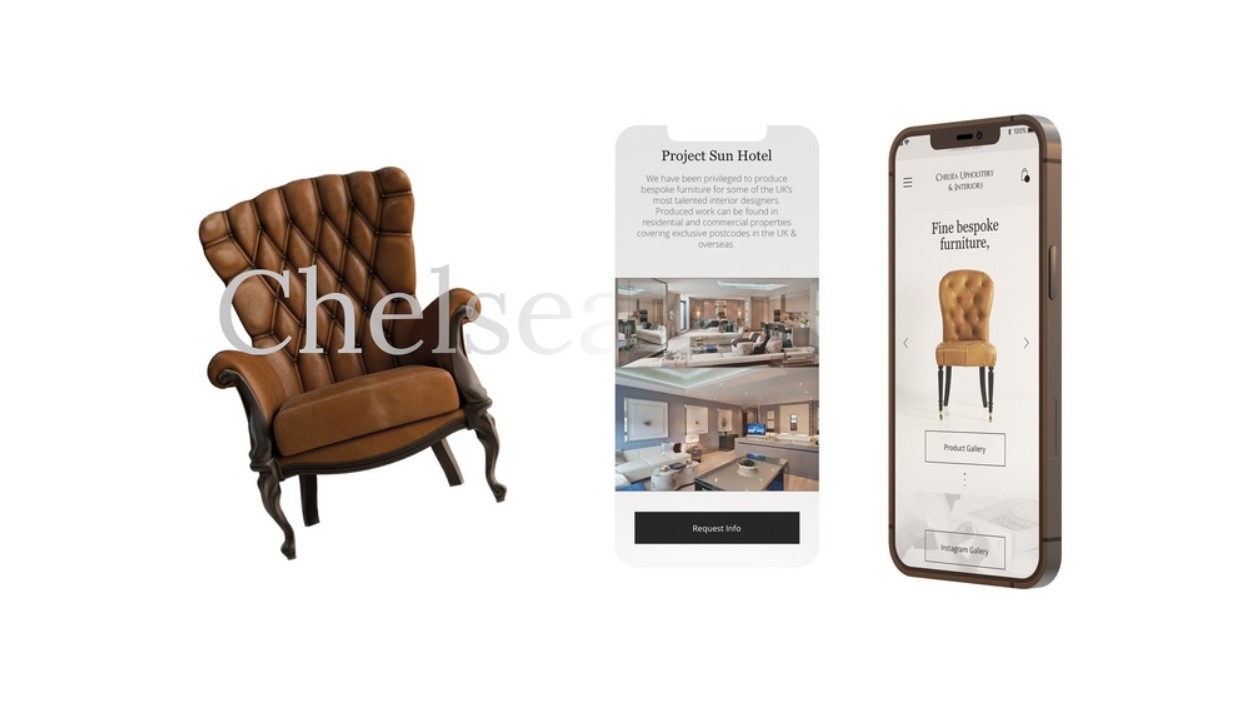 Chelsea
Project Sun Hotel
We have been privileged to produce
bespoke furniture for some of the UK's
most talented interior designers.
Produced work can be found in
residential and commercial properties
covering exclusive postcodes in the UK &
overseas.
Request Info
100%
CHELSEA UPHOLSTERY
& INTERIORS
Fine bespoke
furniture,
Product Gallery
Instagram Gallery